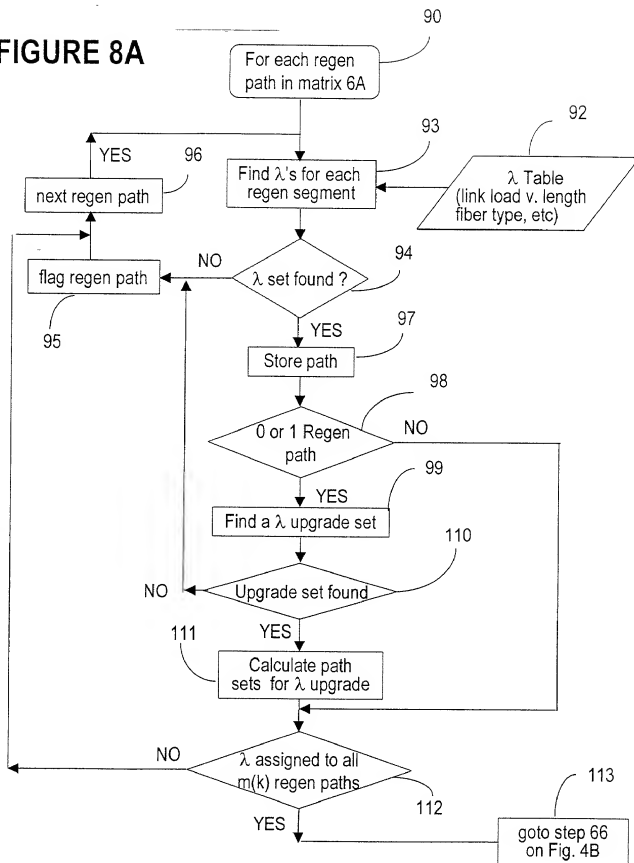 FIGURE 8A
90
For each regen
path in matrix 6A
YES
96
93
92
next regen path
Find λ's for each
regen segment
λ Table
(link load v. length
fiber type, etc)
NO
flag regen path
λ set found ?
94
95
YES
97
Store path
98
0 or 1 Regen
path
NO
YES
99
Find a λ upgrade set
110
NO
Upgrade set found
YES
111
Calculate path
sets for λ upgrade
NO
λ assigned to all
m(k) regen paths
112
113
YES
goto step 66
on Fig. 4B